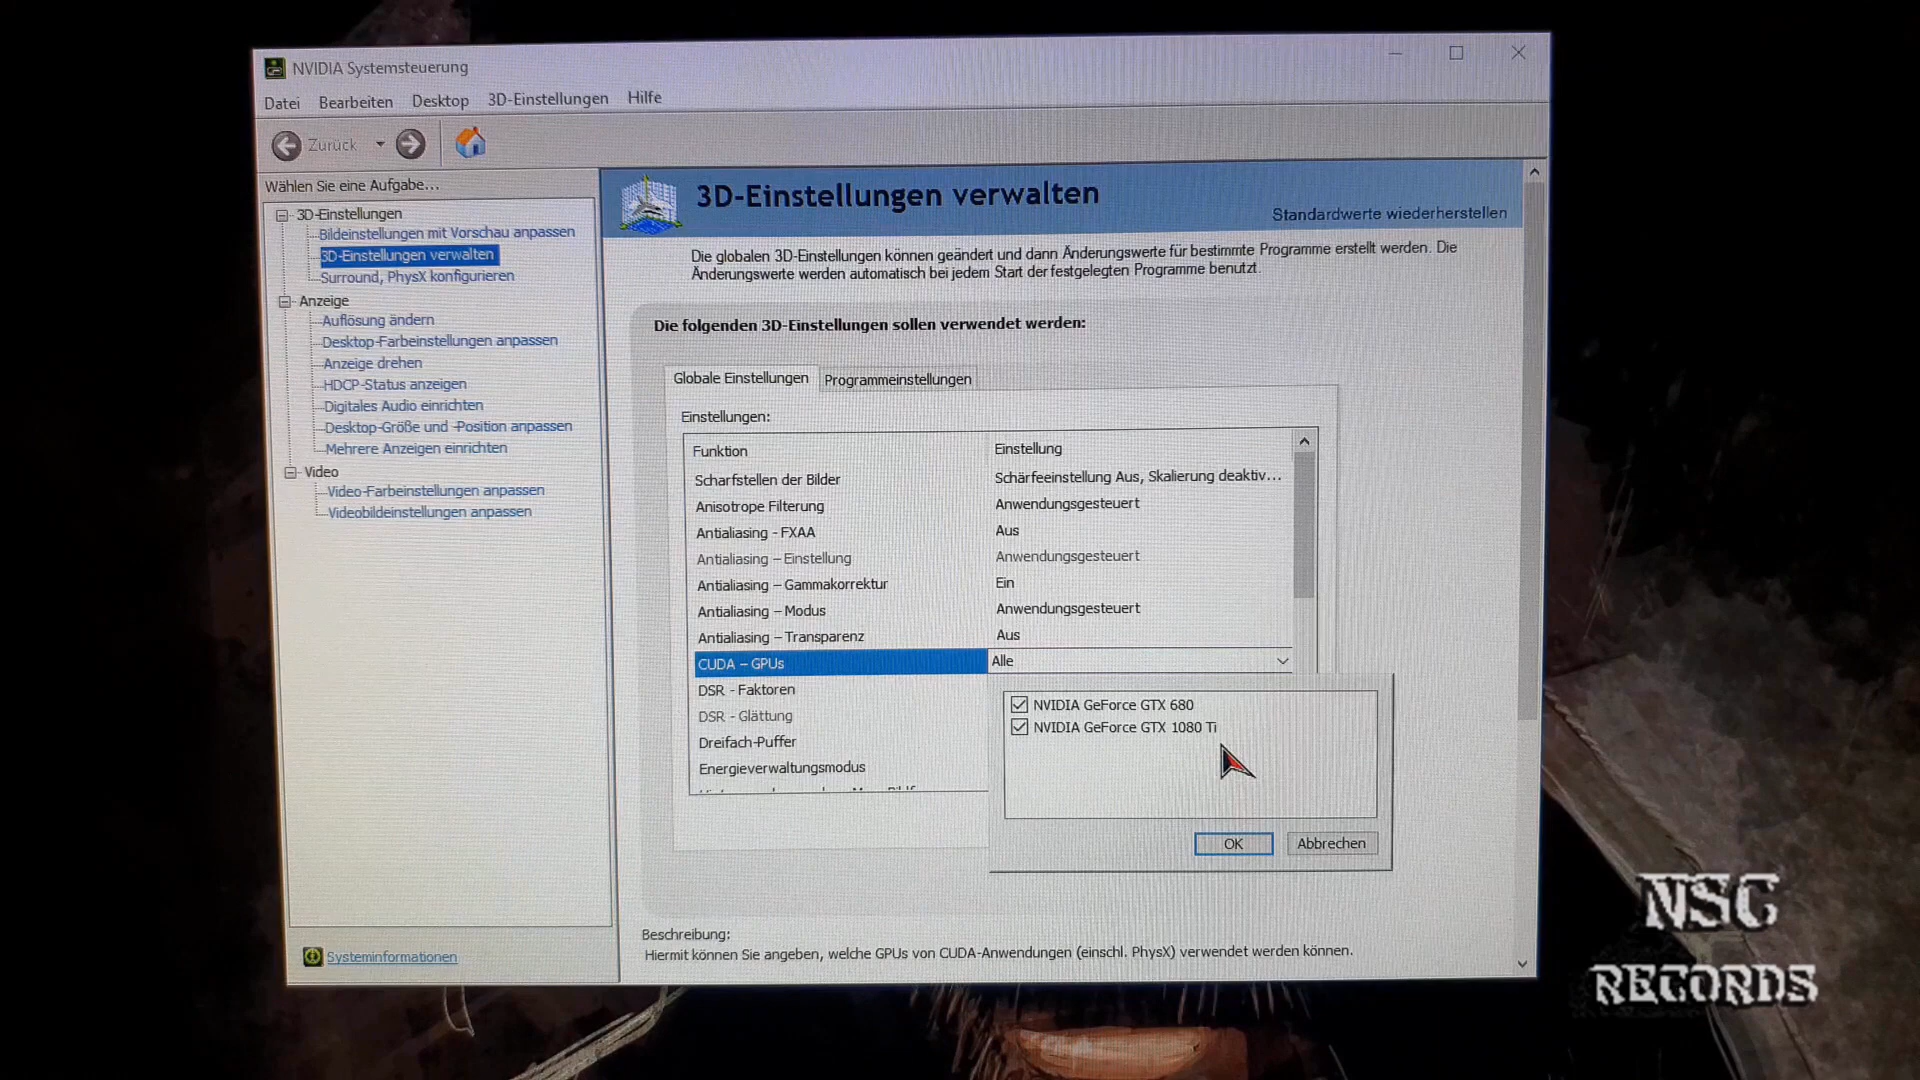 NVIDIA Systemsteuerung
Datei Bearbeiten Desktop 3D-Einstellungen Hilfe
Zurück
Wählen Sie eine Aufgabe...
3D-Einstellungen
Bildeinstellungen mit Vorschau anpassen
3D-Einstellungen verwalten
Surround, PhysX konfigurieren
Anzeige
Auflösung ändern
Desktop-Farbeinstellungen anpassen
Anzeige drehen
HDCP-Status anzeigen
Digitales Audio einrichten
Desktop-Größe und -Position anpassen
Mehrere Anzeigen einrichten
Video
Video-Farbeinstellungen anpassen
Videobildeinstellungen anpassen
Systeminformationen
3D-Einstellungen verwalten
Standardwerte wiederherstellen
Die globalen 3D-Einstellungen können geändert und dann Änderungswerte für bestimmte Programme erstellt werden. Die
Änderungswerte werden automatisch bei jedem Start der festgelegten Programme benutzt.
Die folgenden 3D-Einstellungen sollen verwendet werden:
Globale Einstellungen Programmeinstellungen
Einstellungen:
Funktion Einstellung
Scharfstellen der Bilder Schärfeeinstellung Aus, Skalierung deaktiv...
Anisotrope Filterung Anwendungsgesteuert
Antialiasing - FXAA Aus
Antialiasing – Einstellung Anwendungsgesteuert
Antialiasing – Gammakorrektur Ein
Antialiasing – Modus Anwendungsgesteuert
Antialiasing – Transparenz Aus
CUDA – GPUs Alle
DSR - Faktoren
DSR - Glättung
Dreifach-Puffer
Energieverwaltungsmodus
NVIDIA GeForce GTX 680
NVIDIA GeForce GTX 1080 Ti
OK Abbrechen
Beschreibung:
Hiermit können Sie angeben, welche GPUs von CUDA-Anwendungen (einschl. PhysX) verwendet werden können.
NSC
RECORDS